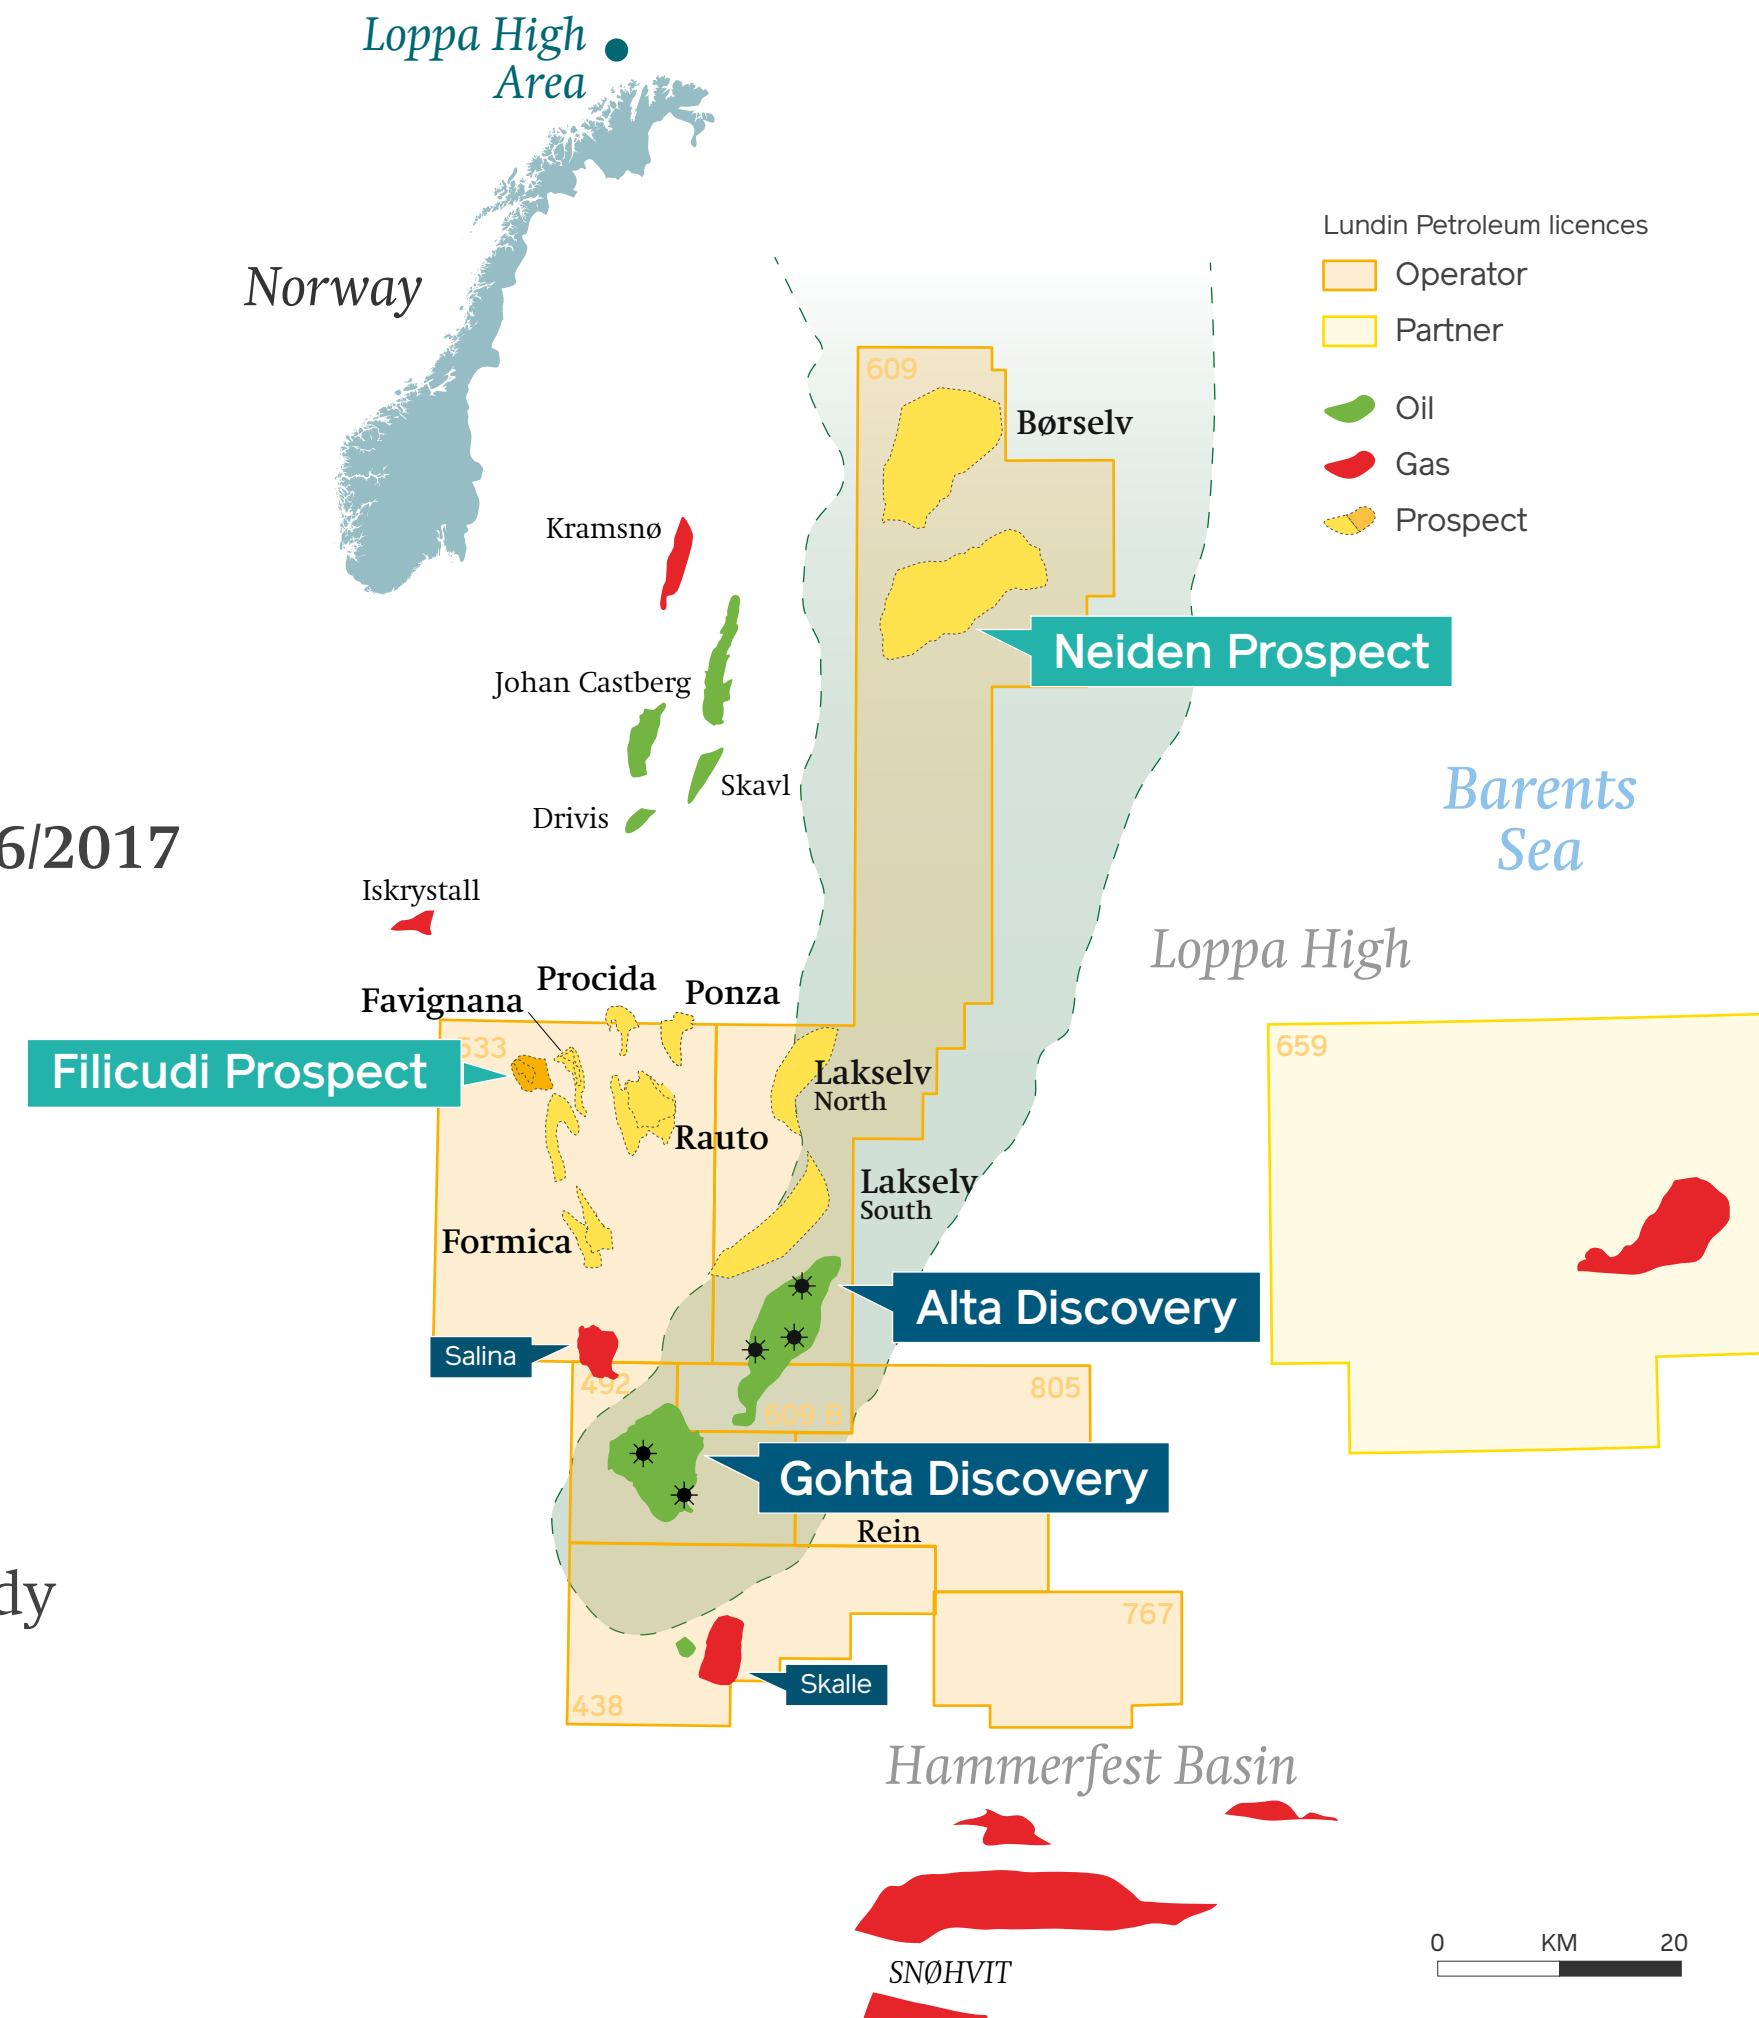 Loppa High
Area
Norway
Lundin Petroleum licences
Operator
Partner
Oil
Gas
Prospect
609
Børselv
Kramsnø
Neiden Prospect
Johan Castberg
Skavl
Drivis
Barents
Sea
6/2017
Iskrystall
Loppa High
Procida
Ponza
Favignana
533
Filicudi Prospect
659
Lakselv
North
Rauto
Lakselv
South
Formica
Alta Discovery
Salina
492
805
609 B
Gohta Discovery
Rein
dy
767
Skalle
438
Hammerfest Basin
SNØHVIT
0 KM 20